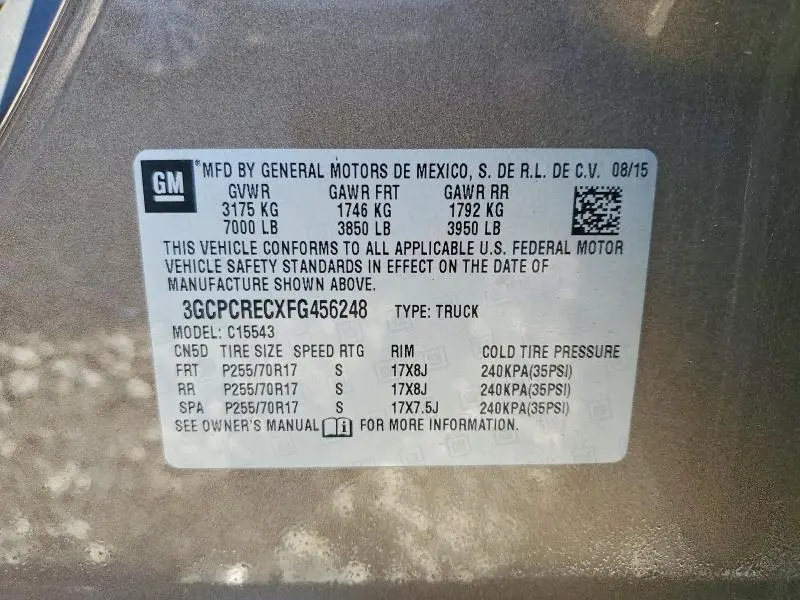 GM ® MFD BY GENERAL MOTORS DE MEXICO, S. DE R.L. DE C.V. 08/15
GVWR GAWR FRT GAWR RR
3175 KG 1746 KG 1792 KG
7000 LB 3850 LB 3950 LB
THIS VEHICLE CONFORMS TO ALL APPLICABLE U.S. FEDERAL MOTOR
VEHICLE SAFETY STANDARDS IN EFFECT ON THE DATE OF
MANUFACTURE SHOWN ABOVE.
3GCPCRECXFG456248 TYPE: TRUCK
MODEL: C15543
CN5D TIRE SIZE SPEED RTG RIM COLD TIRE PRESSURE
FRT P255/70R17 S 17X8J 240KPA(35PSI)
RR P255/70R17 S 17X8J 240KPA(35PSI)
SPA P255/70R17 S 17X7.5J 240KPA(35PSI)
SEE OWNER'S MANUAL i FOR MORE INFORMATION.